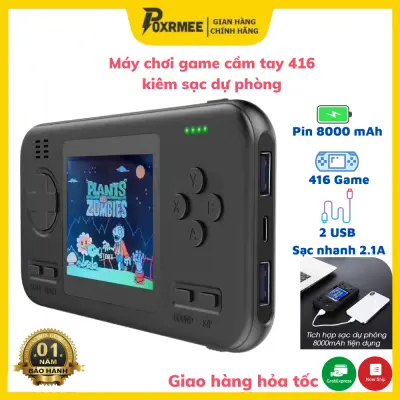 POXRMEE
GIAN HÀNG
CHÍNH HÃNG
Máy chơi game cầm tay 416
kiêm sạc dự phòng
Pin 8000 mAh
416 Game
2 USB
Sạc nhanh 2.1A
PLANTS
ZOMBIES
X
B
A
Tích hợp sạc dự phòng
8000mAh tiện dụng
01
NĂM
BẢO HÀNH
Giao hàng hỏa tốc
GrabExpress